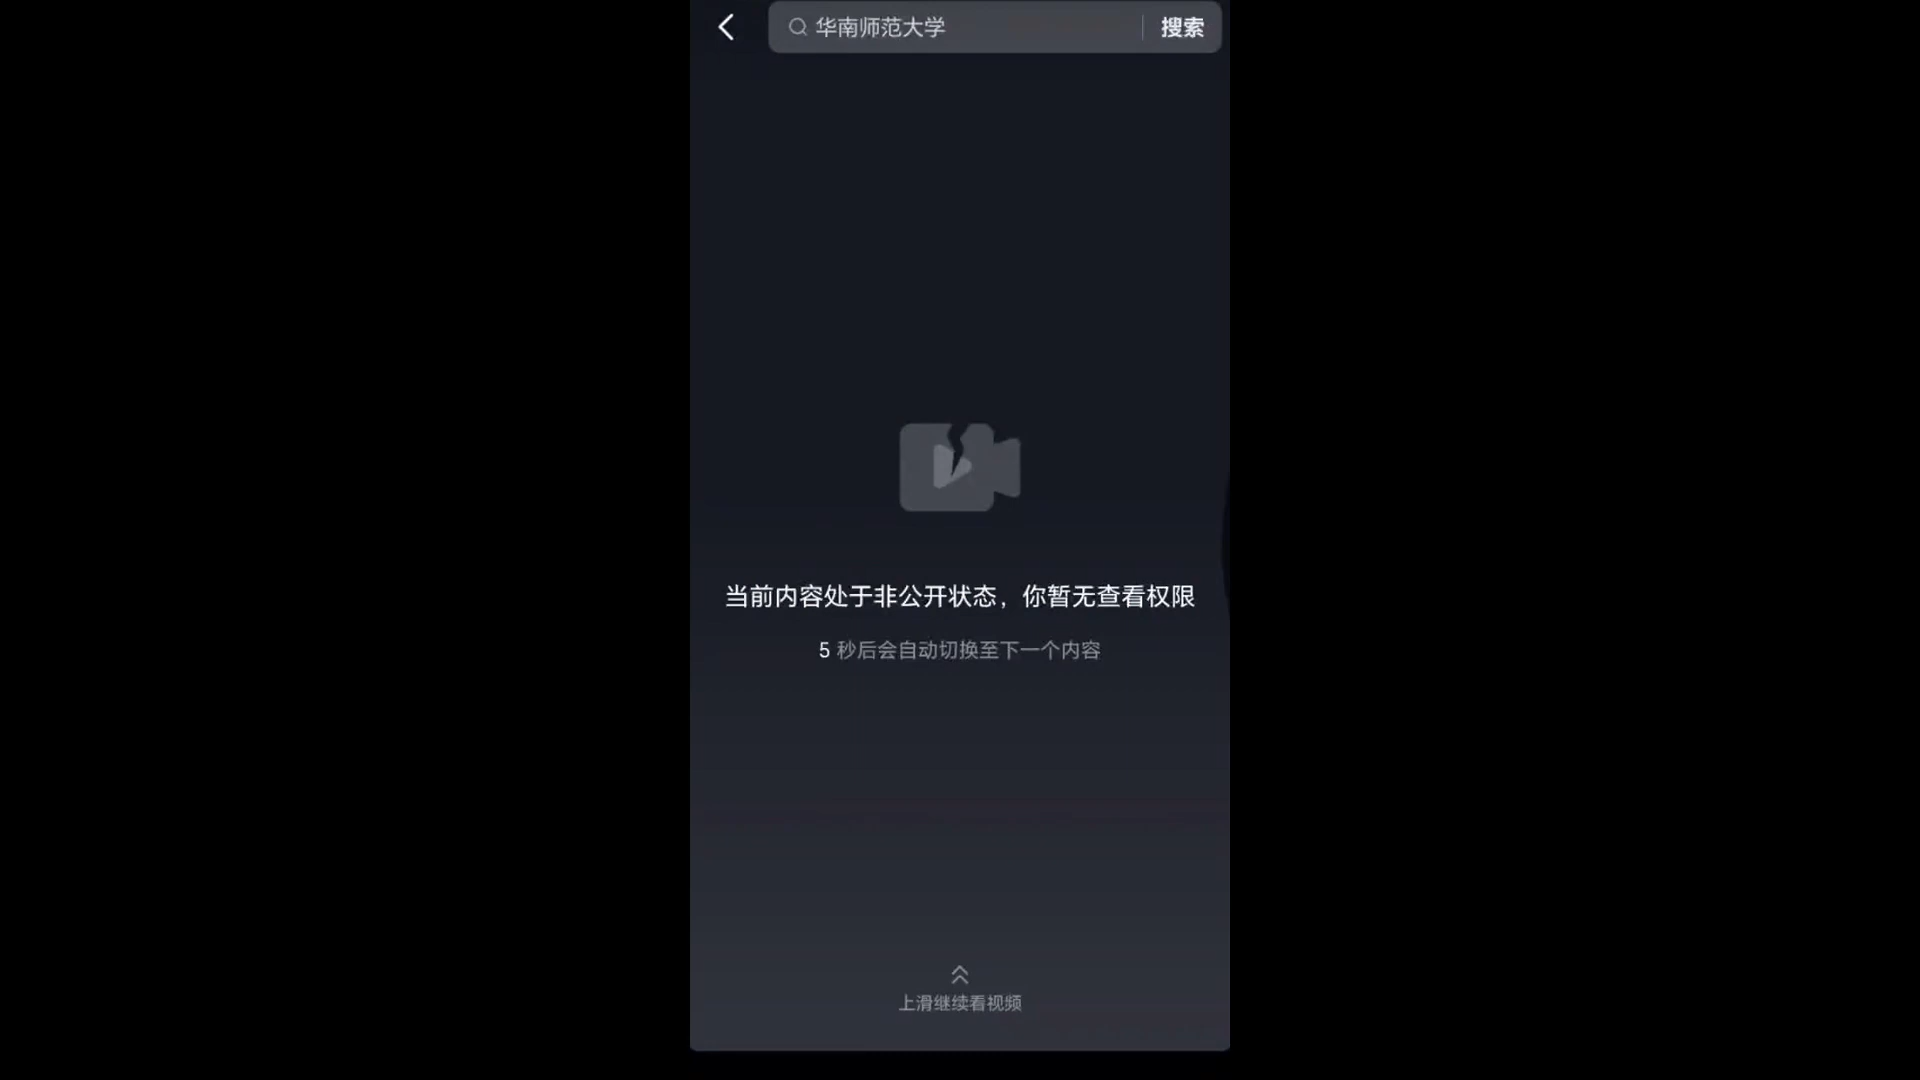 华南师范大学 搜索
当前内容处于非公开状态，你暂无查看权限
5 秒后会自动切换至下一个内容
上滑继续看视频